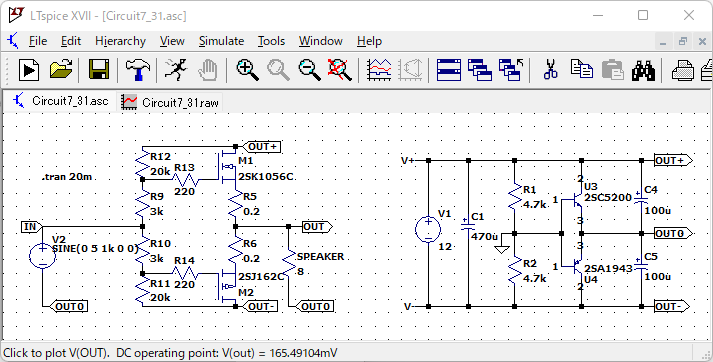 LTspice XVII - [Circuit7_31.asc]
File Edit Hierarchy View Simulate Tools Window Help
Circuit7_31.asc Circuit7_31.raw
.tran 20m
R12
20k
R13
220
OUT+
M1
2SK1056C
R9
3k
R5
0.2
IN
OUT
V2
SINE(0 5 1k 0 0)
R10
3k
R6
0.2
SPEAKER
8
R14
220
2SJ162C
M2
R11
20k
OUT0
OUT-
OUT0
V+
OUT+
R1
4.7k
2
U3
1
2SC5200
3
C4
100u
V1
12
C1
470u
OUT0
R2
4.7k
3
1
2SA1943
U4
2
C5
100u
V-
OUT-
Click to plot V(OUT). DC operating point: V(out) = 165.49104mV